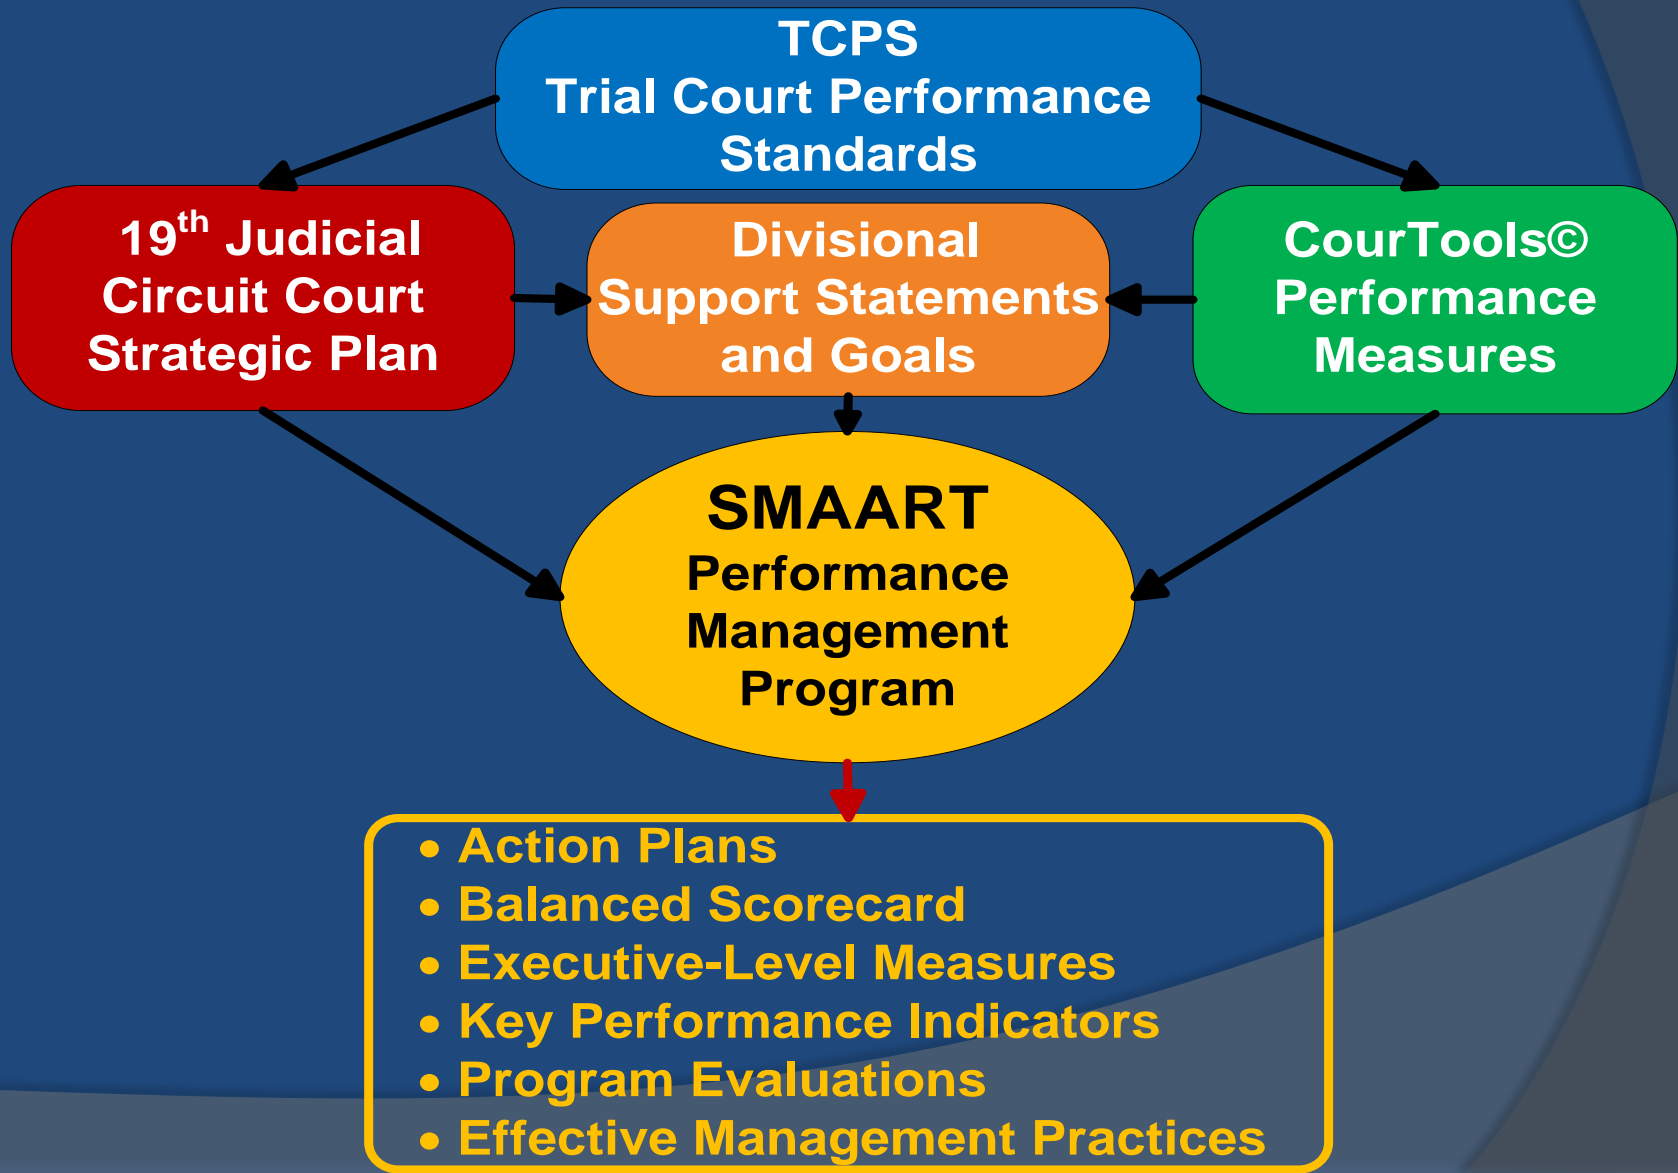 TCPS
Trial Court Performance
Standards
19th Judicial
Circuit Court
Strategic Plan
Divisional
Support Statements
and Goals
CourTools©
Performance
Measures
SMAART
Performance
Management
Program
• Action Plans
• Balanced Scorecard
• Executive-Level Measures
• Key Performance Indicators
• Program Evaluations
• Effective Management Practices